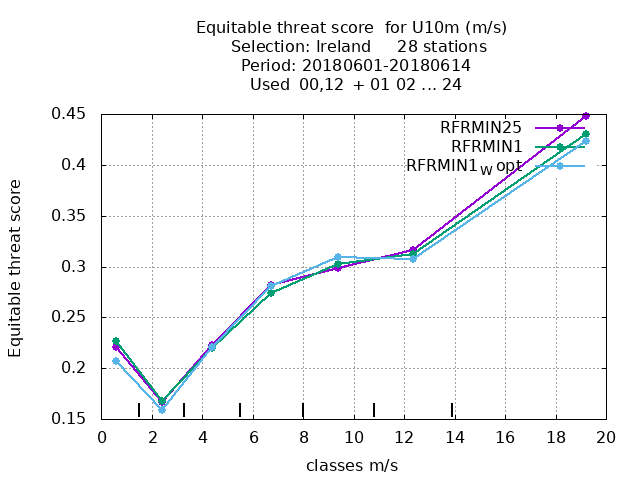 Equitable threat score  for U10m (m/s)
Selection: Ireland     28 stations
Period: 20180601-20180614
Used  00,12  + 01 02 ... 24
Equitable threat score
0.45
0.4
0.35
0.3
0.25
0.2
0.15
RFRMIN25
RFRMIN1
RFRMIN1W opt
0 2 4 6 8 10 12 14 16 18 20
classes m/s